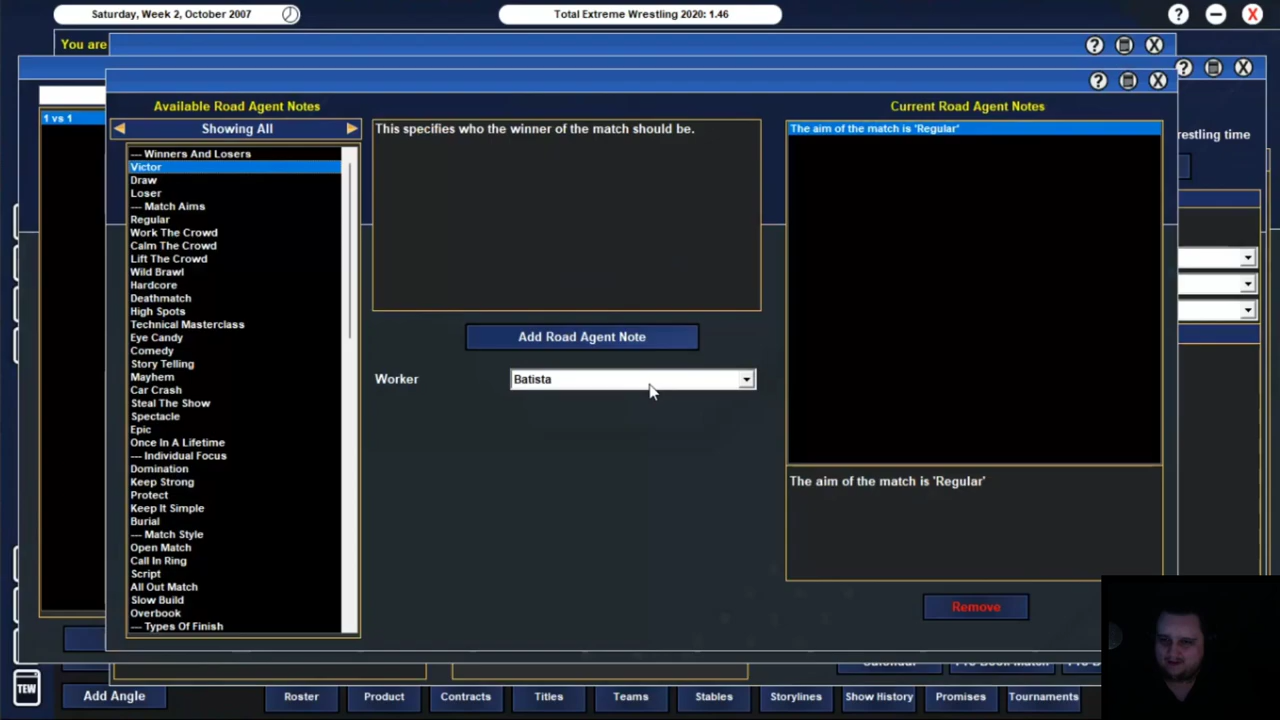 Saturday, Week 2, October 2007
Total Extreme Wrestling 2020: 1.46
?
X
You are
? X
? X
? X
Available Road Agent Notes
Current Road Agent Notes
1 vs 1
Showing All
This specifies who the winner of the match should be.
The aim of the match is 'Regular'
restling time
--- Winners And Losers
Victor
Draw
Loser
--- Match Aims
Regular
Work The Crowd
Calm The Crowd
Lift The Crowd
Wild Brawl
Hardcore
Deathmatch
High Spots
Technical Masterclass
Eye Candy
Comedy
Story Telling
Mayhem
Car Crash
Steal The Show
Spectacle
Epic
Once In A Lifetime
--- Individual Focus
Domination
Keep Strong
Protect
Keep It Simple
Burial
--- Match Style
Open Match
Call In Ring
Script
All Out Match
Slow Build
Overbook
--- Types Of Finish
Add Road Agent Note
Worker
Batista
The aim of the match is 'Regular'
Remove
Calendar
Pre-Book Match
TEW
Add Angle
Roster
Product
Contracts
Titles
Teams
Stables
Storylines
Show History
Promises
Tournaments